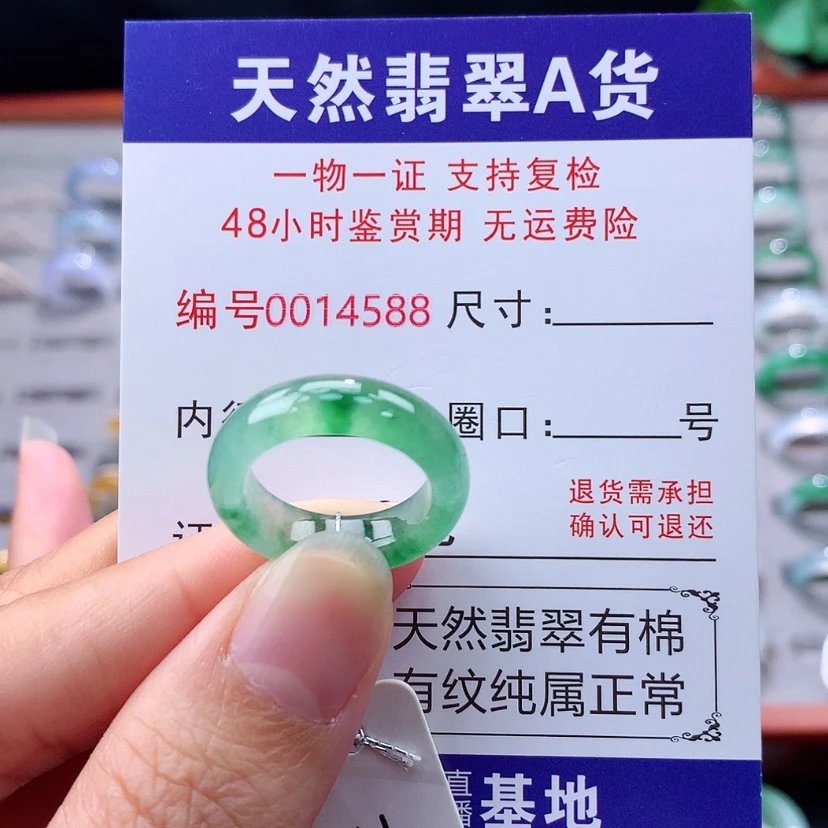 天然翡翠A货
一物一证 支持复检
48小时鉴赏期 无运费险
编号0014588 尺寸:
内 圈口: 号
退货需承担
确认可退还
天然翡翠有棉
有纹纯属正常
直播
基地